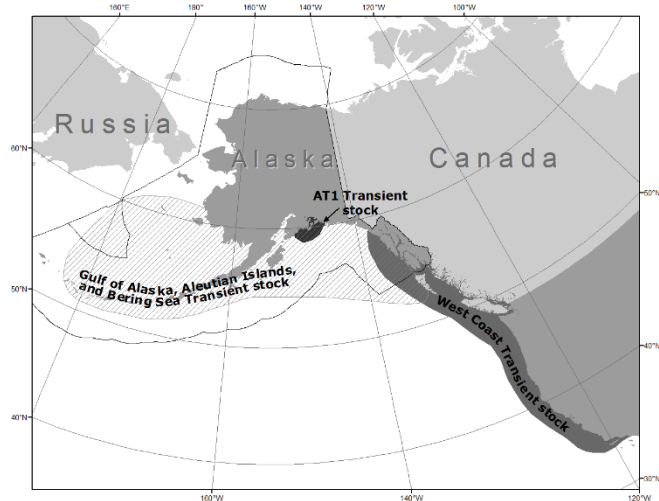 160°E
180°
160°W
140°W
120°W
100°W
60°N
50°N
40°N
Russia
Alaska
Canada
AT1 Transient
stock
Gulf of Alaska, Aleutian Islands,
and Bering Sea Transient stock
West Coast Transient stock
50°N
40°N
30°N
160°W
140°W
120°W